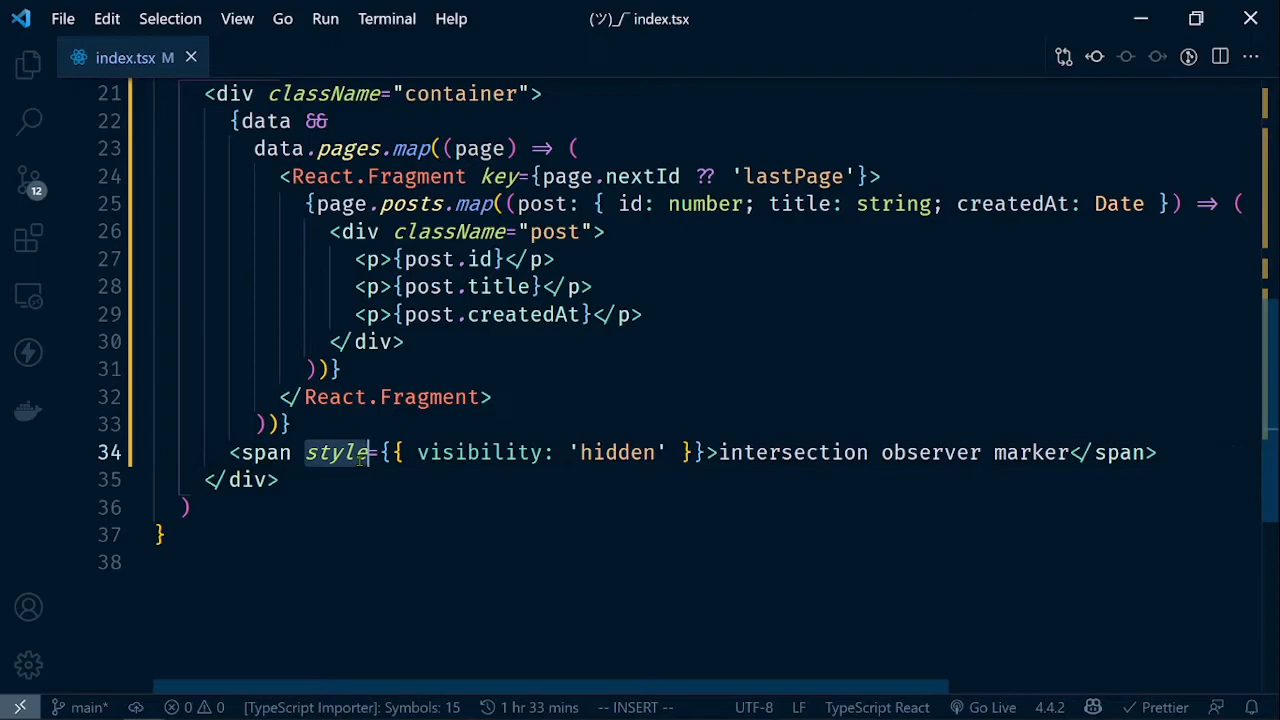 File Edit Selection View Go Run Terminal Help (ツ)_/¯ index.tsx
index.tsx M
21 <div className="container">
22 {data &&
23 data.pages.map((page) => (
24 <React.Fragment key={page.nextId ?? 'lastPage'}>
25 {page.posts.map((post: { id: number; title: string; createdAt: Date }) => (
26 <div className="post">
27 <p>{post.id}</p>
28 <p>{post.title}</p>
29 <p>{post.createdAt}</p>
30 </div>
31 ))}
32 </React.Fragment>
33 ))}
34 <span style={{ visibility: 'hidden' }}>intersection observer marker</span>
35 </div>
36 )
37 }
38
12
main* 0 0 [TypeScript Importer]: Symbols: 15 1 hr 33 mins -- INSERT -- UTF-8 LF TypeScript React Go Live 4.4.2 Prettier